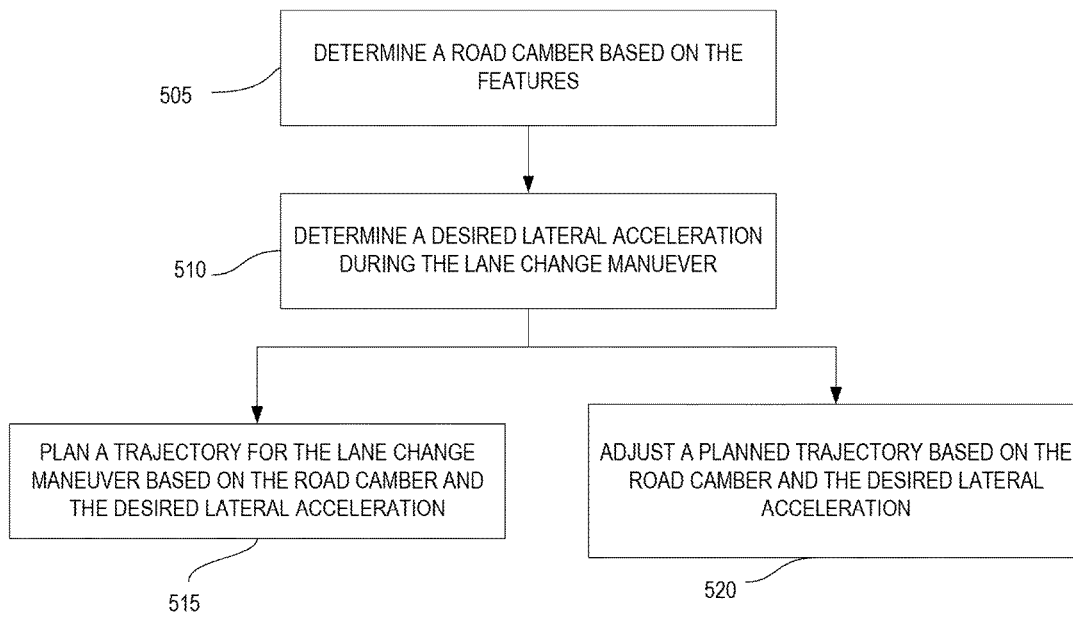 DETERMINE A ROAD CAMBER BASED ON THE
FEATURES
505
DETERMINE A DESIRED LATERAL ACCELERATION
DURING THE LANE CHANGE MANUEVER
510
PLAN A TRAJECTORY FOR THE LANE CHANGE
MANEUVER BASED ON THE ROAD CAMBER AND
THE DESIRED LATERAL ACCELERATION
515
ADJUST A PLANNED TRAJECTORY BASED ON THE
ROAD CAMBER AND THE DESIRED LATERAL
ACCELERATION
520